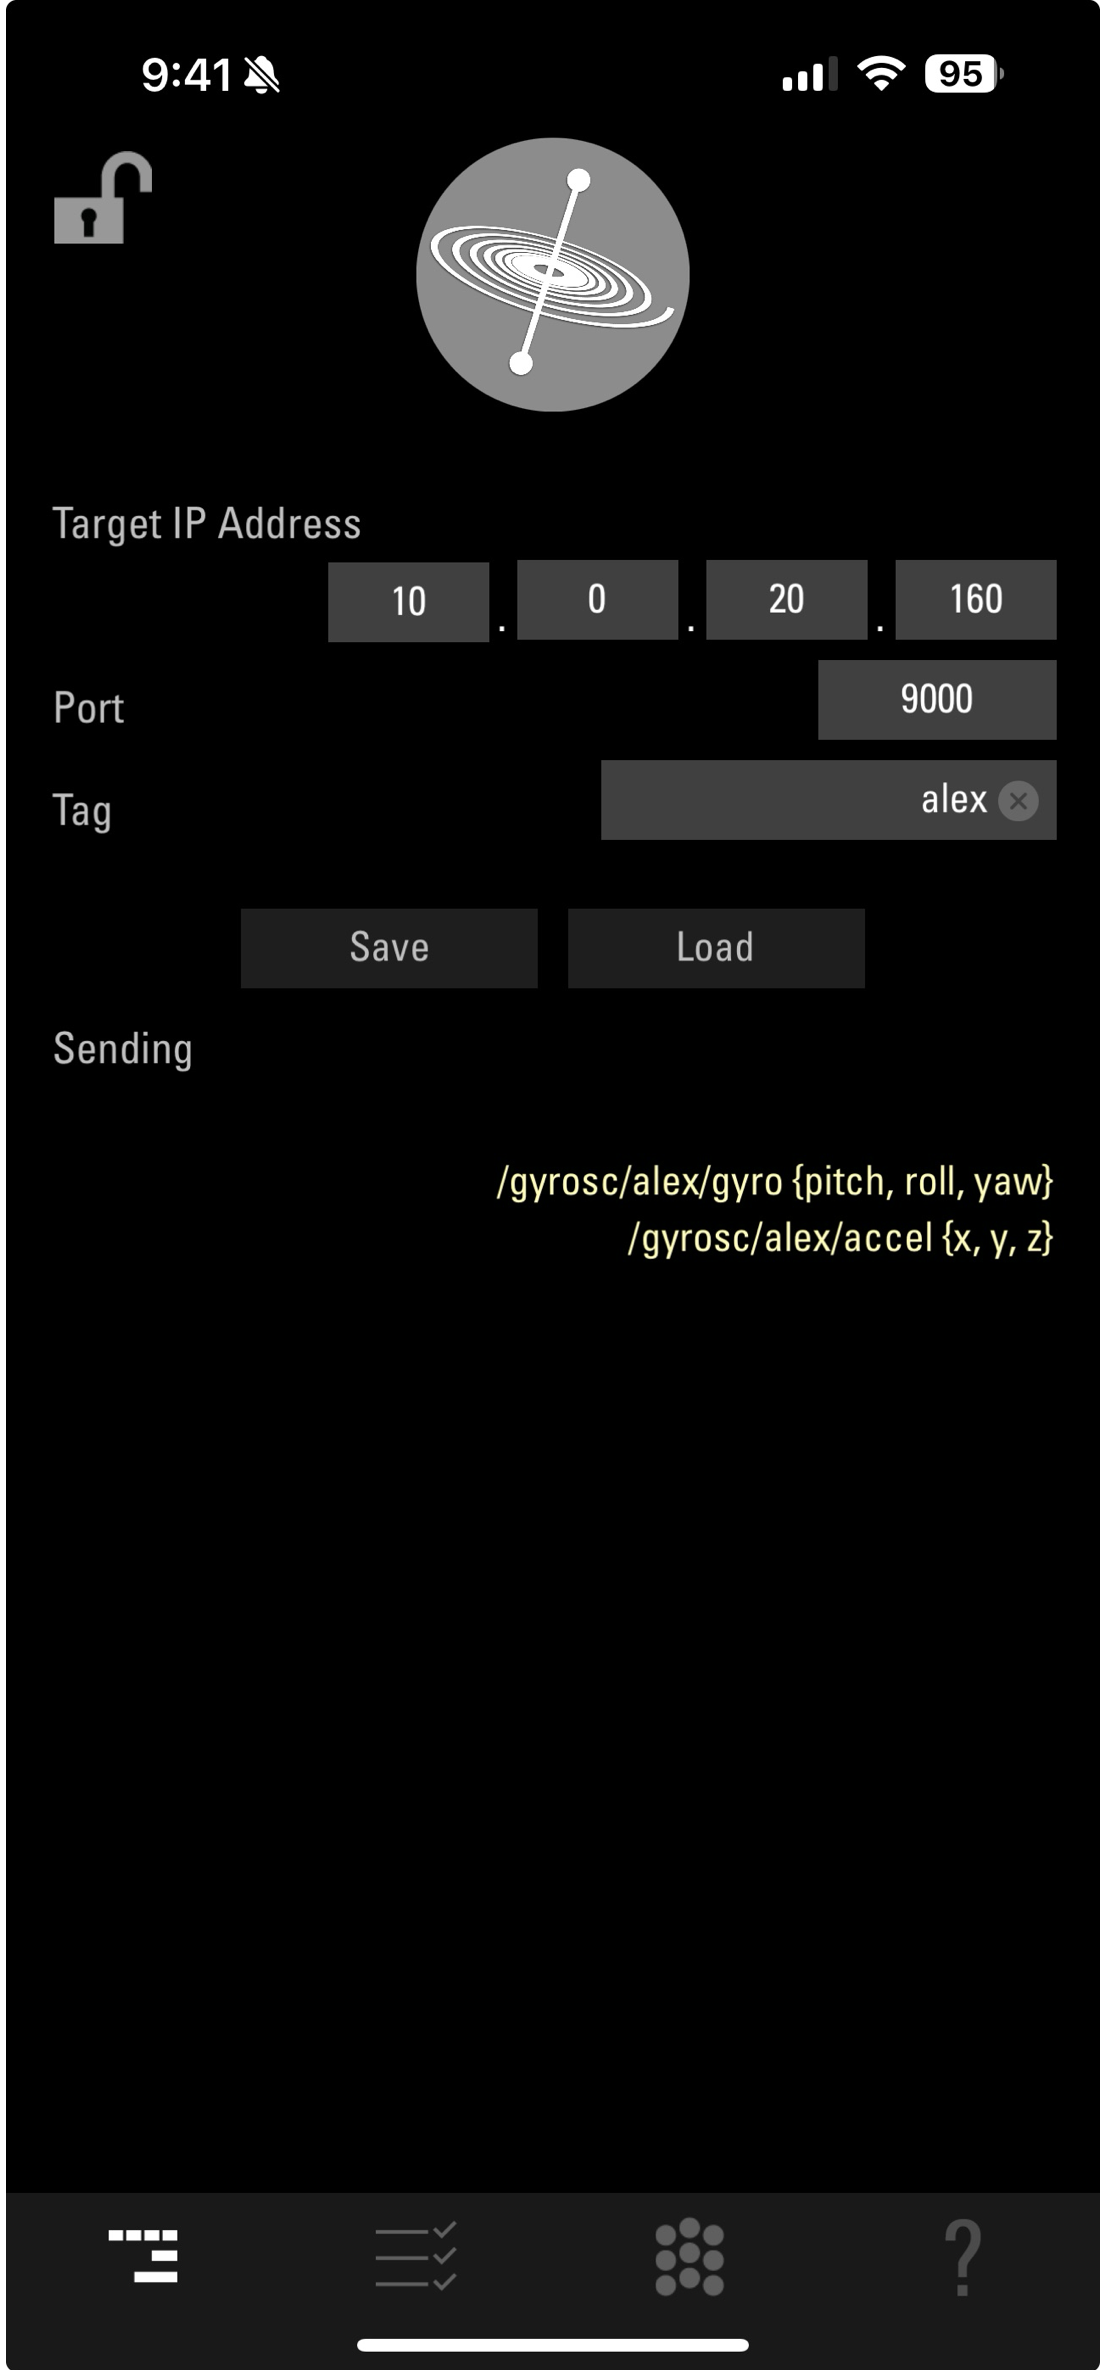 9:41 95
Target IP Address
10 . 0 . 20 . 160
Port 9000
Tag alex
Save Load
Sending
/gyrosc/alex/gyro {pitch, roll, yaw}
/gyrosc/alex/accel {x, y, z}
?